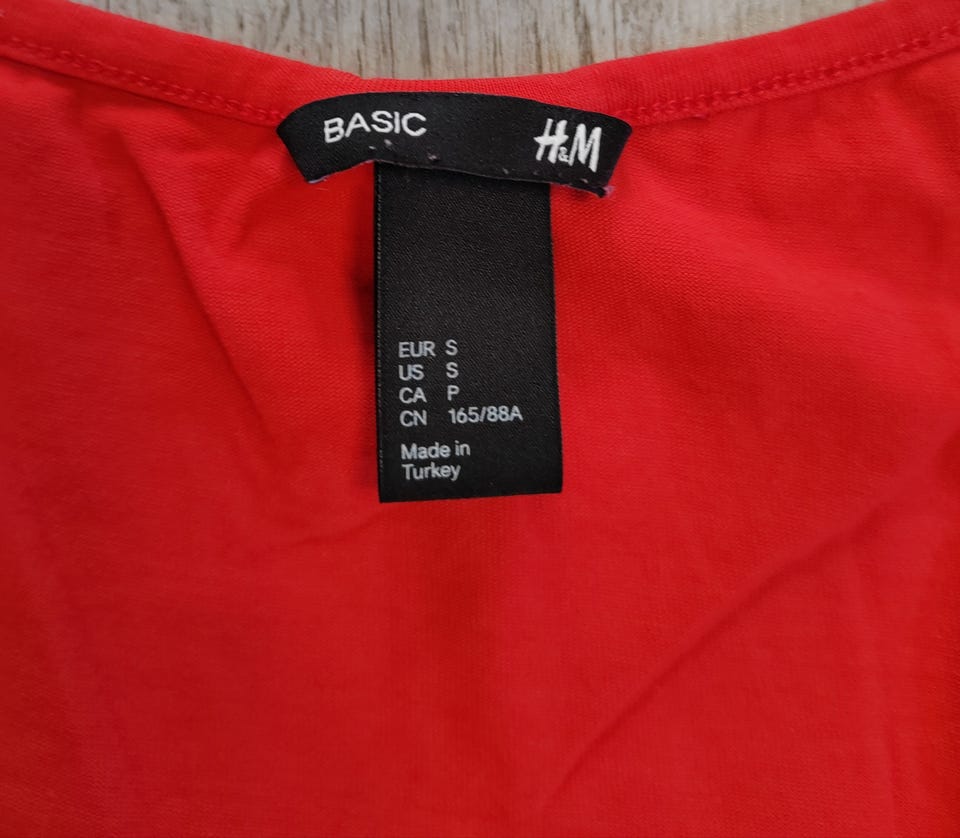 BASIC H&M
EUR S
US S
CA P
CN 165/88A
Made in
Turkey